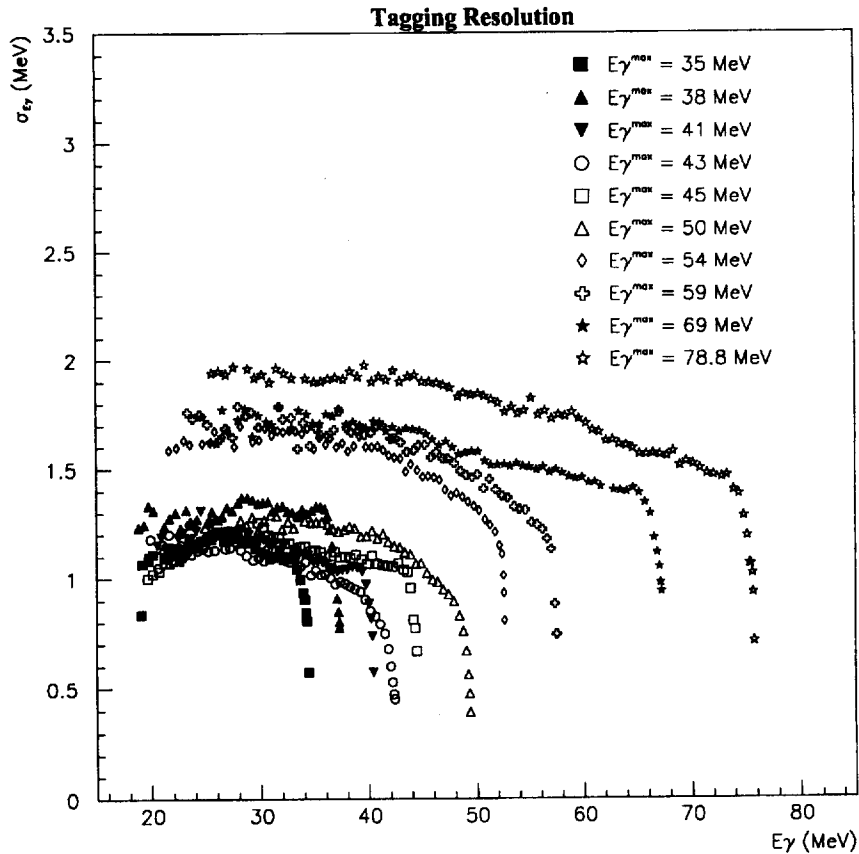 Tagging Resolution
σEγ (MeV)
3.5
3
2.5
2
1.5
1
0.5
0
Eγmax = 35 MeV
Eγmax = 38 MeV
Eγmax = 41 MeV
Eγmax = 43 MeV
Eγmax = 45 MeV
Eγmax = 50 MeV
Eγmax = 54 MeV
Eγmax = 59 MeV
Eγmax = 69 MeV
Eγmax = 78.8 MeV
20 30 40 50 60 70 80
Eγ (MeV)